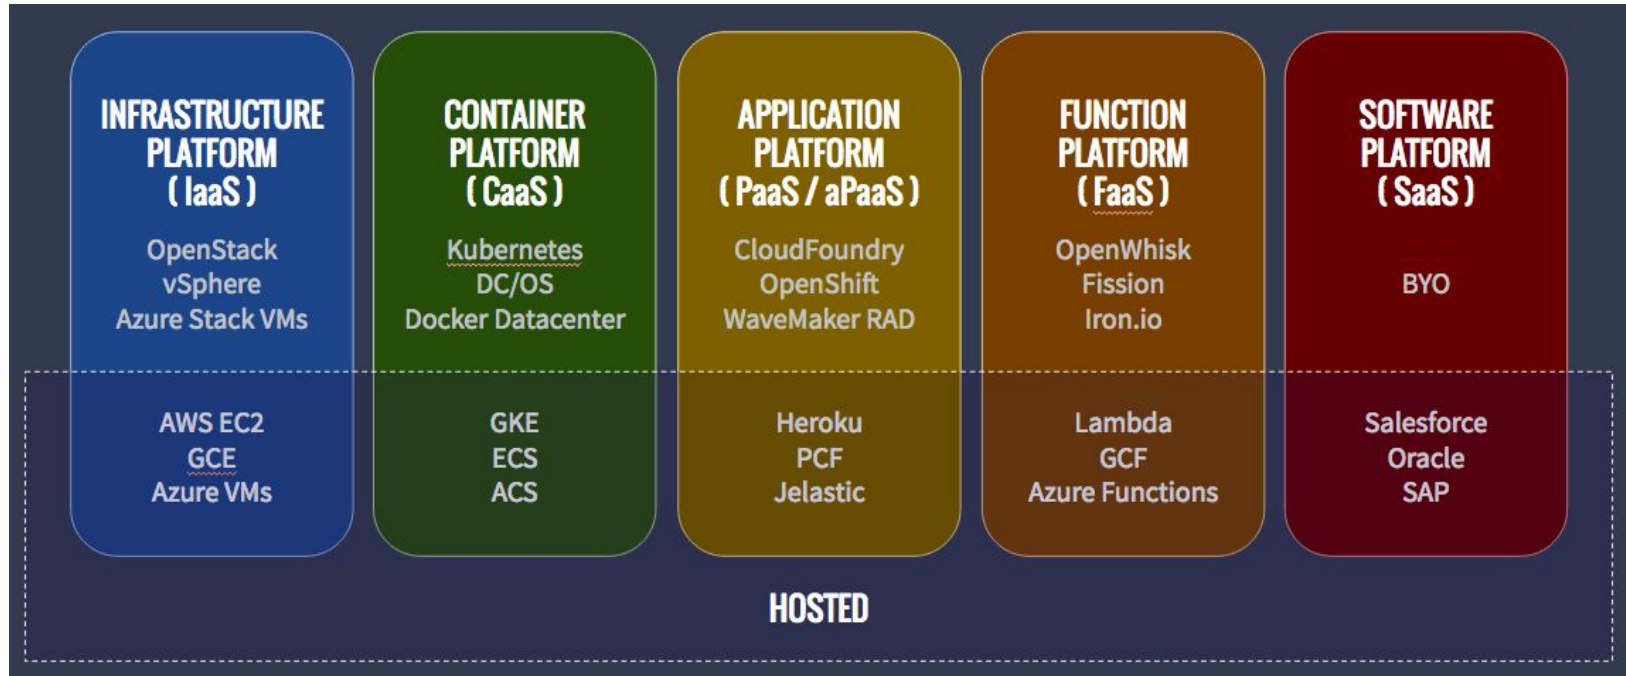 INFRASTRUCTURE
PLATFORM
( IaaS )
OpenStack
vSphere
Azure Stack VMs
AWS EC2
GCE
Azure VMs
CONTAINER
PLATFORM
( CaaS )
Kubernetes
DC/OS
Docker Datacenter
GKE
ECS
ACS
APPLICATION
PLATFORM
( PaaS / aPaaS )
CloudFoundry
OpenShift
WaveMaker RAD
Heroku
PCF
Jelastic
FUNCTION
PLATFORM
( FaaS )
OpenWhisk
Fission
Iron.io
Lambda
GCF
Azure Functions
SOFTWARE
PLATFORM
( SaaS )
BYO
Salesforce
Oracle
SAP
HOSTED